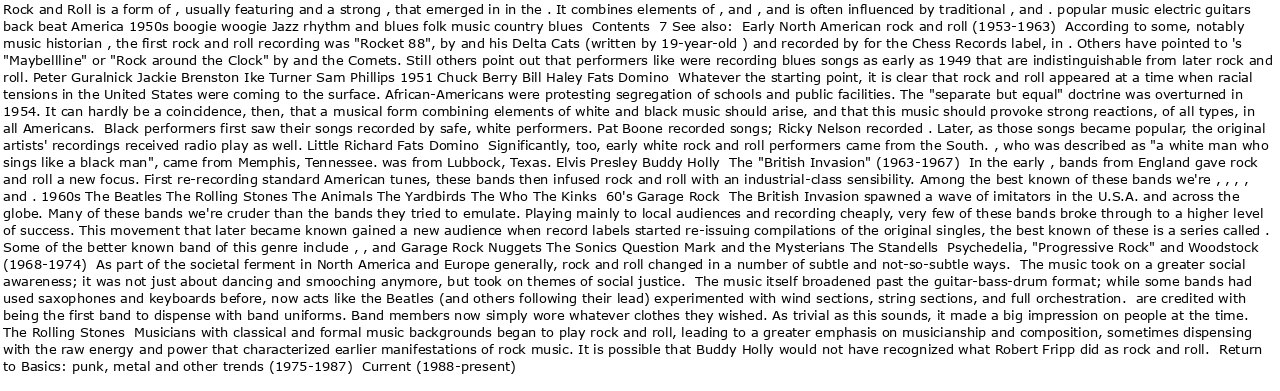 Rock and Roll is a form of , usually featuring and a strong , that emerged in in the . It combines elements of , and , and is often influenced by traditional , and . popular music electric guitars
back beat America 1950s boogie woogie Jazz rhythm and blues folk music country blues  Contents  7 See also:  Early North American rock and roll (1953-1963)  According to some, notably
music historian , the first rock and roll recording was "Rocket 88", by and his Delta Cats (written by 19-year-old ) and recorded by for the Chess Records label, in . Others have pointed to 's
"Maybellline" or "Rock around the Clock" by and the Comets. Still others point out that performers like were recording blues songs as early as 1949 that are indistinguishable from later rock and
roll. Peter Guralnick Jackie Brenston Ike Turner Sam Phillips 1951 Chuck Berry Bill Haley Fats Domino  Whatever the starting point, it is clear that rock and roll appeared at a time when racial
tensions in the United States were coming to the surface. African-Americans were protesting segregation of schools and public facilities. The "separate but equal" doctrine was overturned in
1954. It can hardly be a coincidence, then, that a musical form combining elements of white and black music should arise, and that this music should provoke strong reactions, of all types, in
all Americans.  Black performers first saw their songs recorded by safe, white performers. Pat Boone recorded songs; Ricky Nelson recorded . Later, as those songs became popular, the original
artists' recordings received radio play as well. Little Richard Fats Domino  Significantly, too, early white rock and roll performers came from the South. , who was described as "a white man who
sings like a black man", came from Memphis, Tennessee. was from Lubbock, Texas. Elvis Presley Buddy Holly  The "British Invasion" (1963-1967)  In the early , bands from England gave rock
and roll a new focus. First re-recording standard American tunes, these bands then infused rock and roll with an industrial-class sensibility. Among the best known of these bands we're , , , ,
and . 1960s The Beatles The Rolling Stones The Animals The Yardbirds The Who The Kinks  60's Garage Rock  The British Invasion spawned a wave of imitators in the U.S.A. and across the
globe. Many of these bands we're cruder than the bands they tried to emulate. Playing mainly to local audiences and recording cheaply, very few of these bands broke through to a higher level
of success. This movement that later became known gained a new audience when record labels started re-issuing compilations of the original singles, the best known of these is a series called .
Some of the better known band of this genre include , , and Garage Rock Nuggets The Sonics Question Mark and the Mysterians The Standells  Psychedelia, "Progressive Rock" and Woodstock
(1968-1974)  As part of the societal ferment in North America and Europe generally, rock and roll changed in a number of subtle and not-so-subtle ways.  The music took on a greater social
awareness; it was not just about dancing and smooching anymore, but took on themes of social justice.  The music itself broadened past the guitar-bass-drum format; while some bands had
used saxophones and keyboards before, now acts like the Beatles (and others following their lead) experimented with wind sections, string sections, and full orchestration.  are credited with
being the first band to dispense with band uniforms. Band members now simply wore whatever clothes they wished. As trivial as this sounds, it made a big impression on people at the time.
The Rolling Stones  Musicians with classical and formal music backgrounds began to play rock and roll, leading to a greater emphasis on musicianship and composition, sometimes dispensing
with the raw energy and power that characterized earlier manifestations of rock music. It is possible that Buddy Holly would not have recognized what Robert Fripp did as rock and roll.  Return
to Basics: punk, metal and other trends (1975-1987)  Current (1988-present)